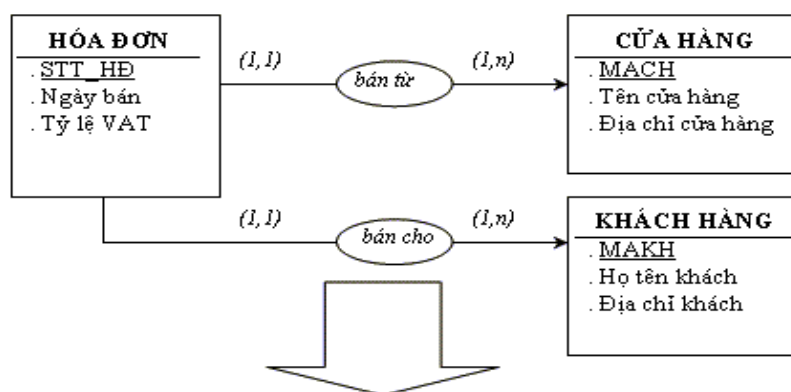 HÓA ĐƠN
. STT_HĐ
. Ngày bán
. Tỷ lệ VAT
(1,1)
bán từ
(1,n)
CỬA HÀNG
. MACH
. Tên cửa hàng
. Địa chỉ cửa hàng
(1,1)
bán cho
(1,n)
KHÁCH HÀNG
. MAKH
. Họ tên khách
. Địa chỉ khách